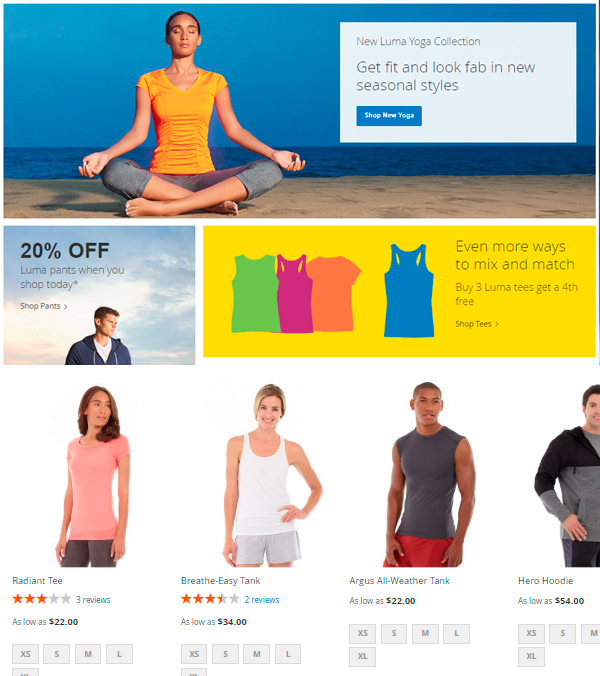 New Luma Yoga Collection
Get fit and look fab in new
seasonal styles
Shop New Yoga
20% OFF
Luma pants when you
shop today*
Shop Pants >
Even more ways
to mix and match
Buy 3 Luma tees get a 4th
free
Shop Tees >
Radiant Tee
3 reviews
As low as $22.00
XS S M L
XL
Breathe-Easy Tank
2 reviews
As low as $34.00
XS S M L
XL
Argus All-Weather Tank
As low as $22.00
XS S M L
XL
Hero Hoodie
As low as $54.00
XS S M
XL